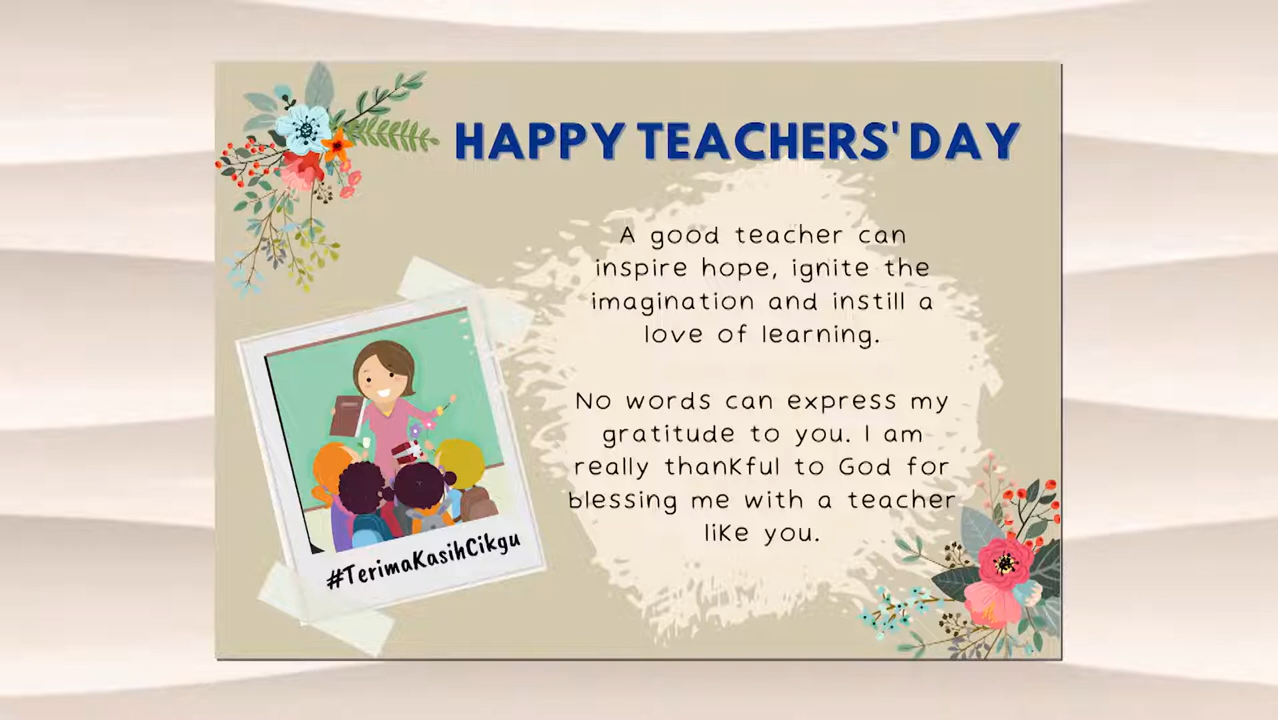 HAPPY TEACHERS' DAY
A good teacher can
inspire hope, ignite the
imagination and instill a
love of learning.
No words can express my
gratitude to you. I am
really thankful to God for
blessing me with a teacher
like you.
#TerimaKasihCikgu